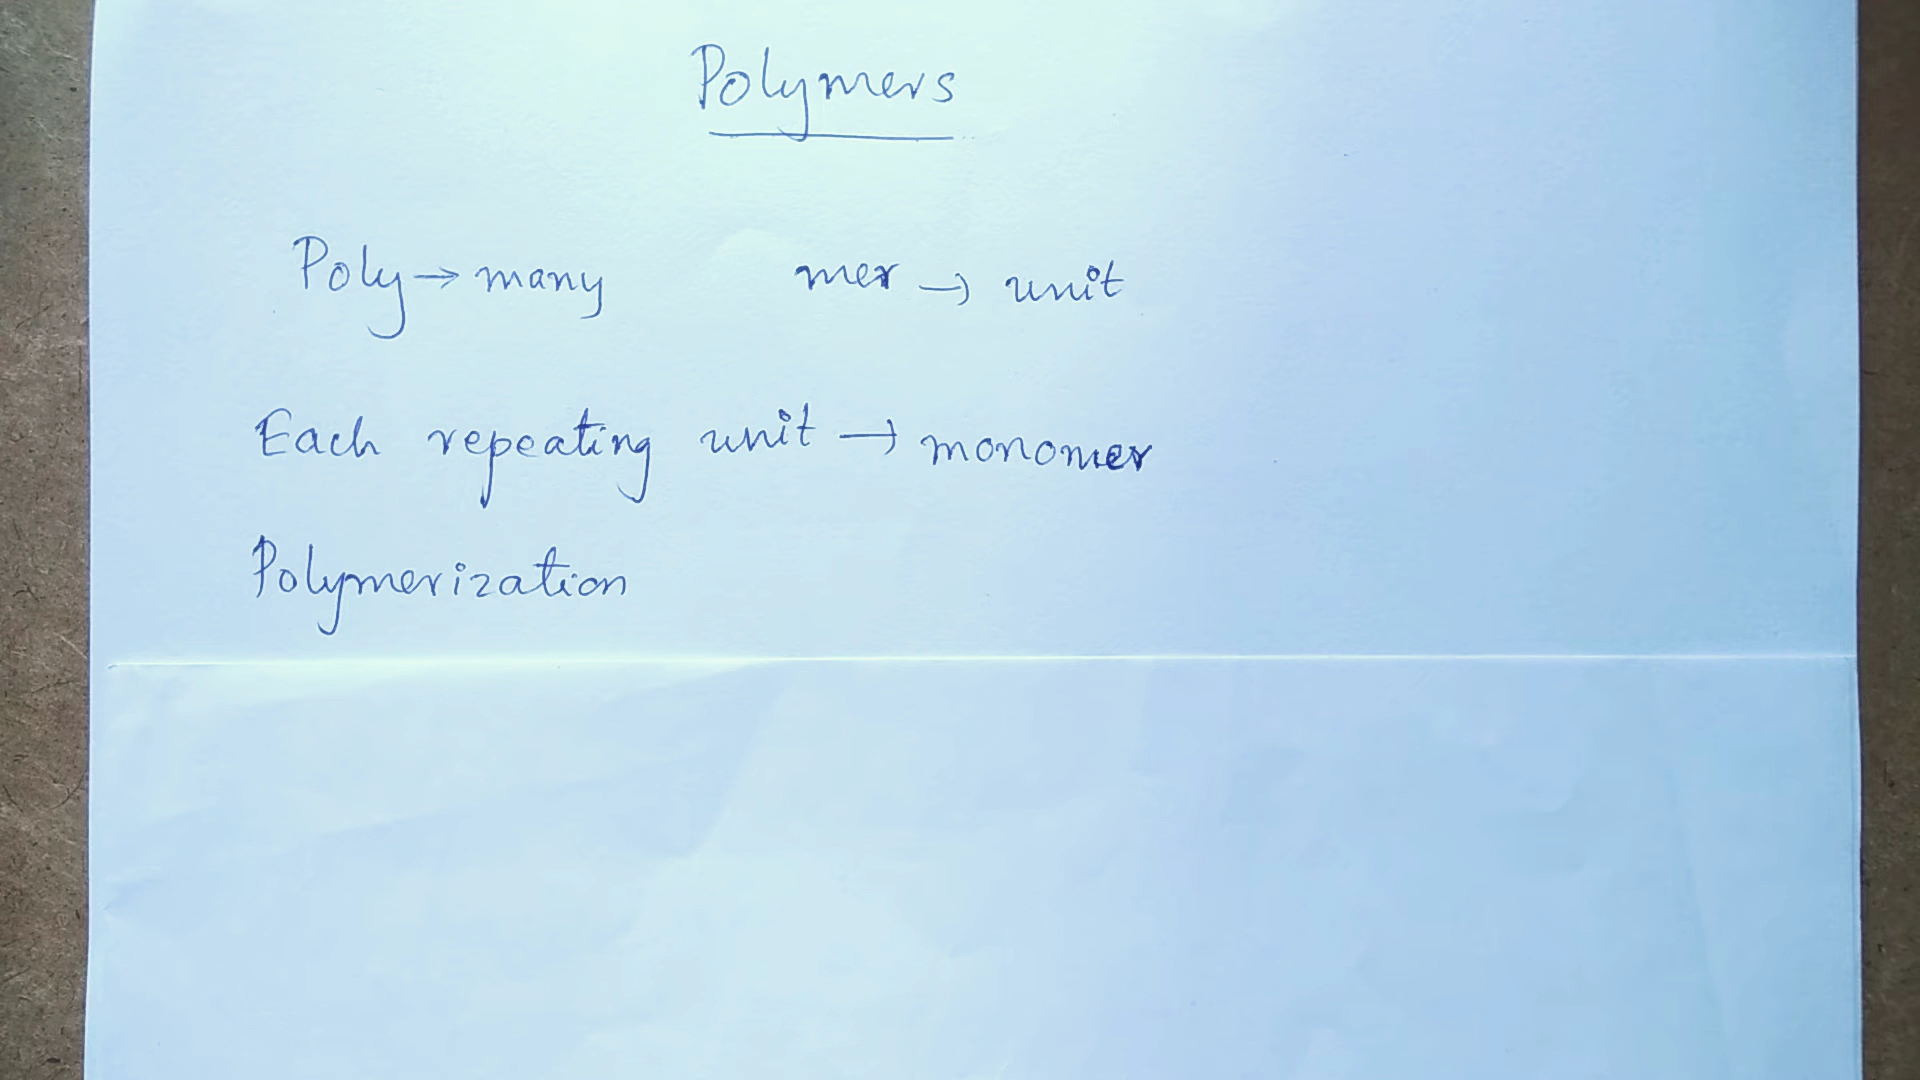 Polymers
Poly → many mer → unit
Each repeating unit → monomer
Polymerization